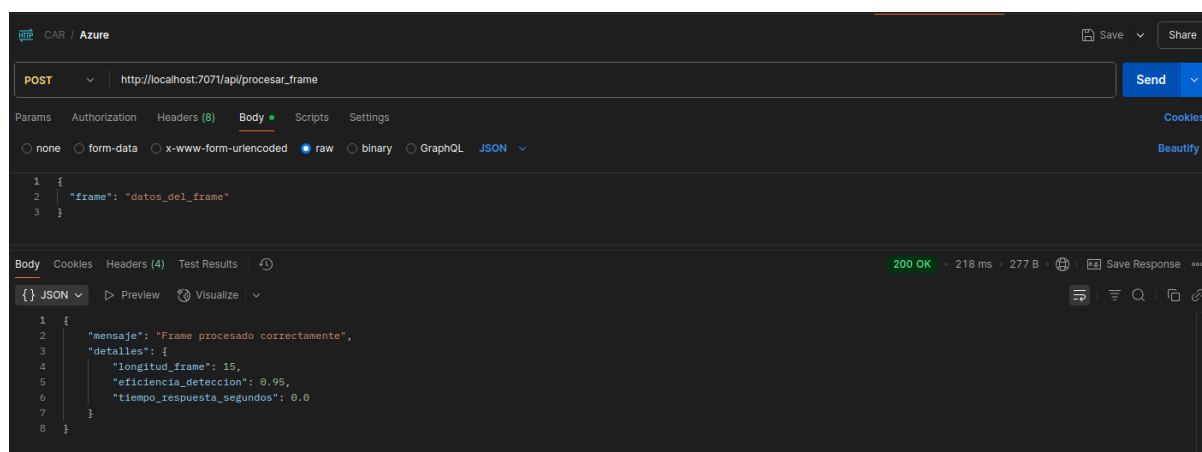 HTTP CAR / Azure Save Share
POST http://localhost:7071/api/procesar_frame Send
Params Authorization Headers (8) Body Scripts Settings Cookies
none form-data x-www-form-urlencoded raw binary GraphQL JSON Beautify
1 {
2 "frame": "datos_del_frame"
3 }
Body Cookies Headers (4) Test Results 200 OK 218 ms 277 B e.g. Save Response
{} JSON Preview Visualize
1 {
2 "mensaje": "Frame procesado correctamente",
3 "detalles": {
4 "longitud_frame": 15,
5 "eficiencia_deteccion": 0.95,
6 "tiempo_respuesta_segundos": 0.0
7 }
8 }